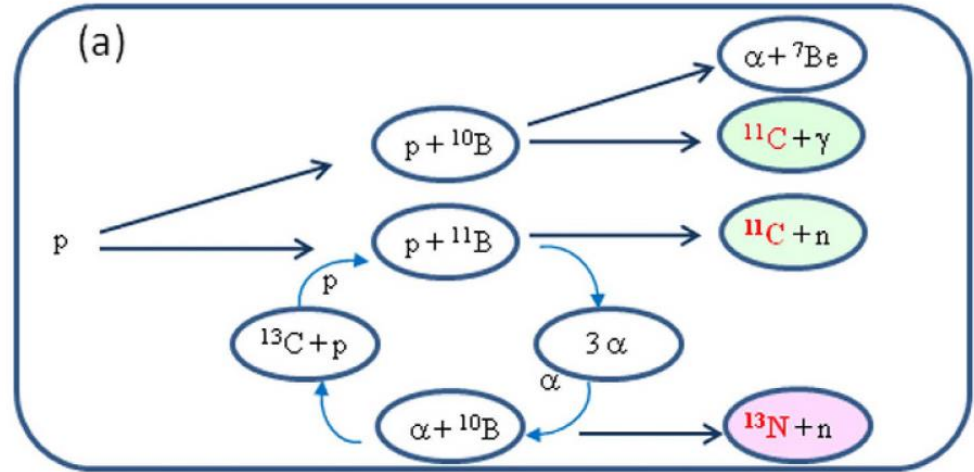 (a)
α + ⁷Be
p + ¹⁰B
¹¹C + γ
p
p + ¹¹B
¹¹C + n
p
¹³C + p
3 α
α
α + ¹⁰B
¹³N + n